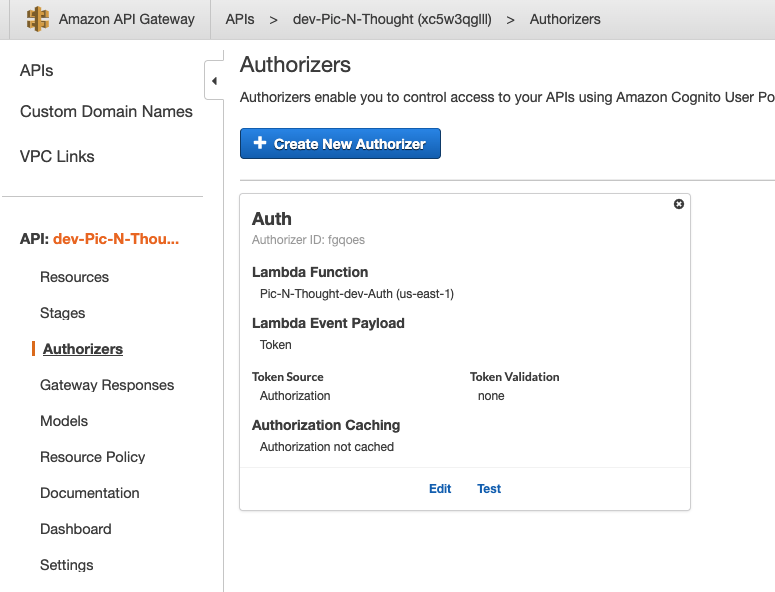 Amazon API Gateway APIs > dev-Pic-N-Thought (xc5w3qglll) > Authorizers
APIs
Custom Domain Names
VPC Links
API: dev-Pic-N-Thou...
Resources
Stages
Authorizers
Gateway Responses
Models
Resource Policy
Documentation
Dashboard
Settings
Authorizers
Authorizers enable you to control access to your APIs using Amazon Cognito User Po
+ Create New Authorizer
Auth
Authorizer ID: fgqoes
Lambda Function
Pic-N-Thought-dev-Auth (us-east-1)
Lambda Event Payload
Token
Token Source Token Validation
Authorization none
Authorization Caching
Authorization not cached
Edit Test